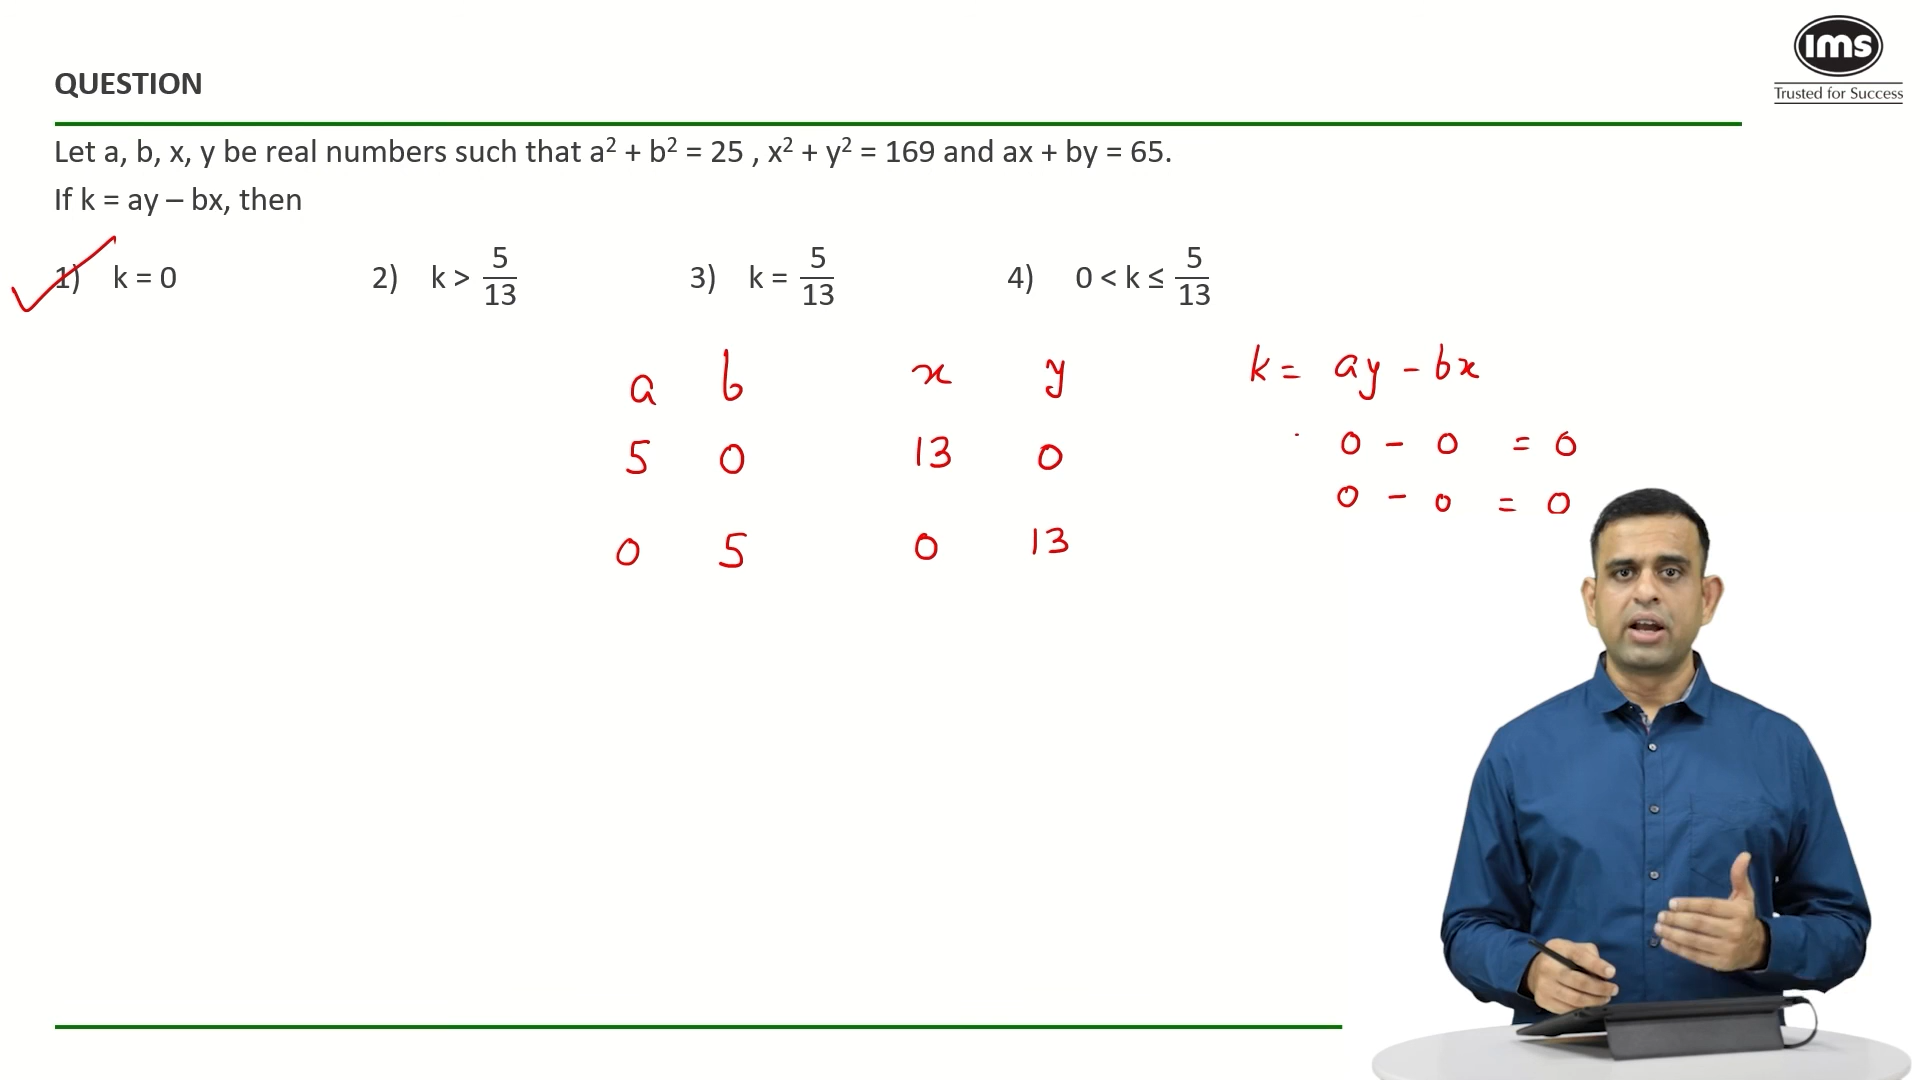 ims
Trusted for Success
QUESTION
Let a, b, x, y be real numbers such that a² + b² = 25 , x² + y² = 169 and ax + by = 65.
If k = ay – bx, then
1) k = 0 2) k > 5/13 3) k = 5/13 4) 0 < k ≤ 5/13
a b x y k = ay - bx
5 0 13 0 0 - 0 = 0
0 - 0 = 0
0 5 0 13